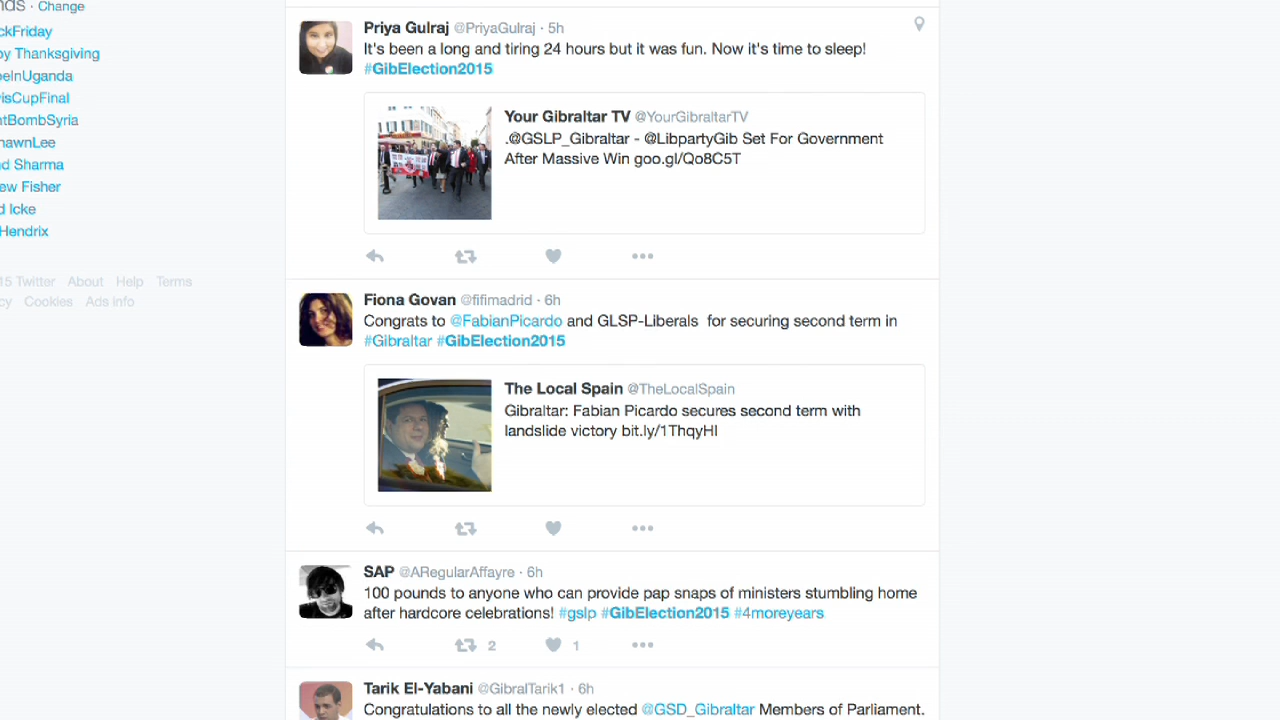 · Change
ckFriday
py Thanksgiving
peInUganda
visCupFinal
ntBombSyria
hawnLee
nd Sharma
ew Fisher
d Icke
Hendrix
15 Twitter About Help Terms
cy Cookies Ads info
Priya Gulraj @PriyaGulraj · 5h
It's been a long and tiring 24 hours but it was fun. Now it's time to sleep!
#GibElection2015
Your Gibraltar TV @YourGibraltarTV
.@GSLP_Gibraltar - @LibpartyGib Set For Government
After Massive Win goo.gl/Qo8C5T
Fiona Govan @fifimadrid · 6h
Congrats to @FabianPicardo and GLSP-Liberals for securing second term in
#Gibraltar #GibElection2015
The Local Spain @TheLocalSpain
Gibraltar: Fabian Picardo secures second term with
landslide victory bit.ly/1ThqyHI
SAP @ARegularAffayre · 6h
100 pounds to anyone who can provide pap snaps of ministers stumbling home
after hardcore celebrations! #gslp #GibElection2015 #4moreyears
2 1
Tarik El-Yabani @GibralTarik1 · 6h
Congratulations to all the newly elected @GSD_Gibraltar Members of Parliament.